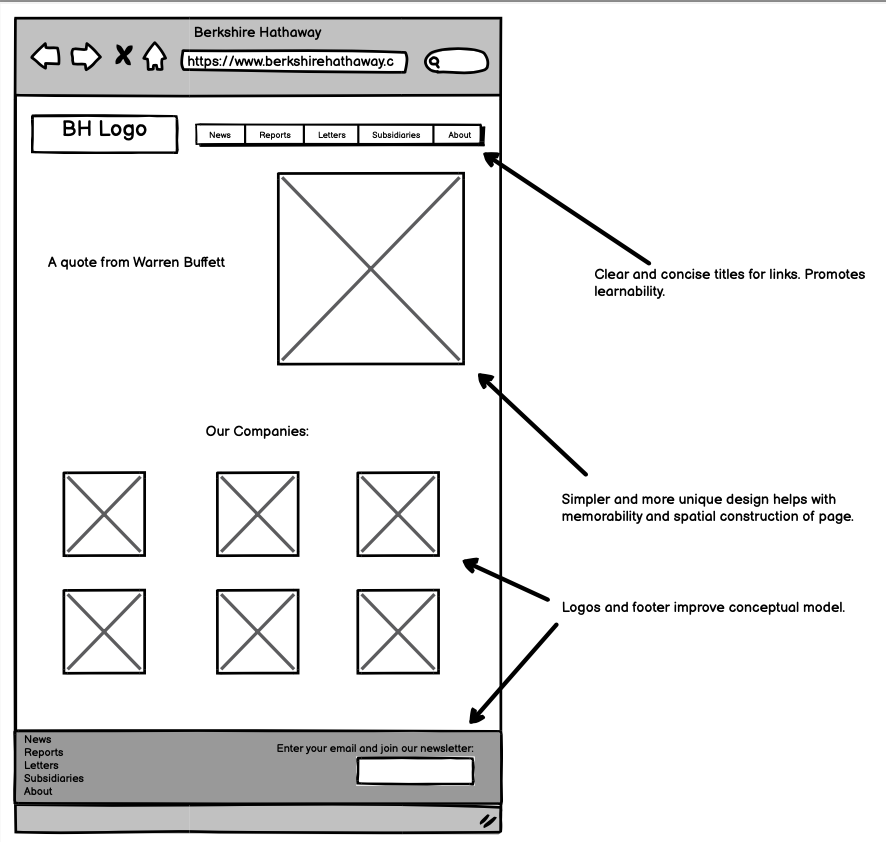 Berkshire Hathaway
https://www.berkshirehathaway.c
BH Logo
News
Reports
Letters
Subsidiaries
About
A quote from Warren Buffett
Clear and concise titles for links. Promotes
learnability.
Our Companies:
Simpler and more unique design helps with
memorability and spatial construction of page.
Logos and footer improve conceptual model.
News
Reports
Letters
Subsidiaries
About
Enter your email and join our newsletter: